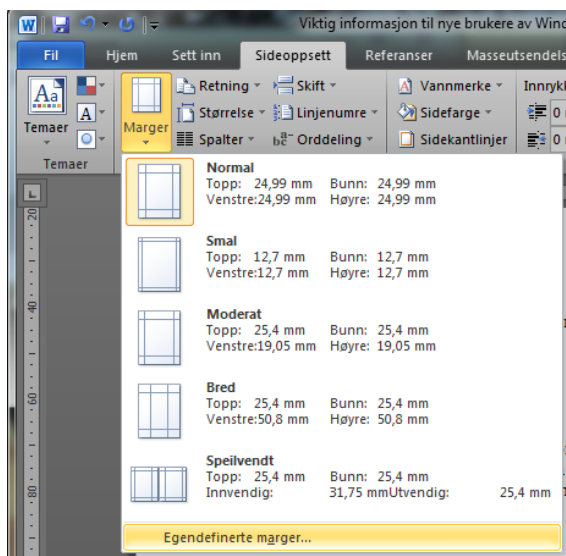 Viktig informasjon til nye brukere av Wind
Fil Hjem Sett inn Sideoppsett Referanser Masseutsendels
Aa Retning Skift Vannmerke Innrykk
A Størrelse Linjenumre Sidefarge 0
Temaer Marger Spalter Orddeling Sidekantlinjer 0
Temaer
Normal
Topp: 24,99 mm Bunn: 24,99 mm
Venstre:24,99 mm Høyre: 24,99 mm
Smal
Topp: 12,7 mm Bunn: 12,7 mm
Venstre:12,7 mm Høyre: 12,7 mm
Moderat
Topp: 25,4 mm Bunn: 25,4 mm
Venstre:19,05 mm Høyre: 19,05 mm
Bred
Topp: 25,4 mm Bunn: 25,4 mm
Venstre:50,8 mm Høyre: 50,8 mm
Speilvendt
Topp: 25,4 mm Bunn: 25,4 mm
Innvendig: 31,75 mmUtvendig: 25,4 mm
Egendefinerte marger...
20
40
60
80